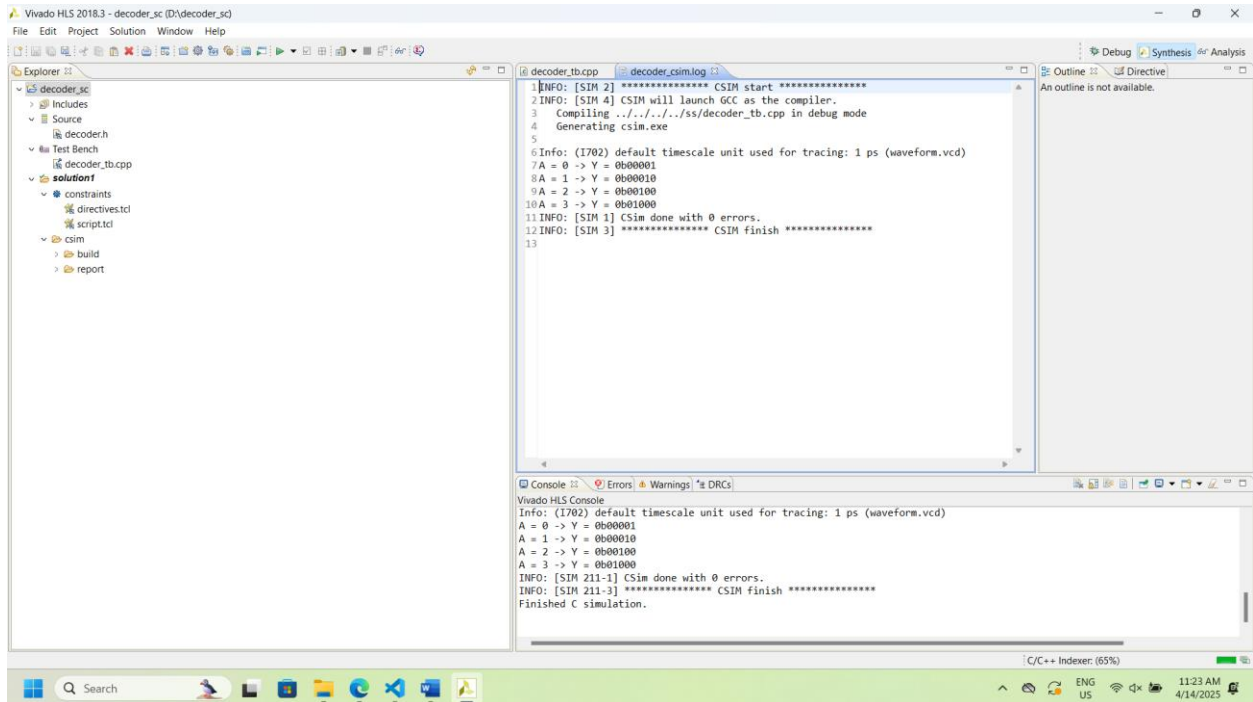 Vivado HLS 2018.3 - decoder_sc (D:\decoder_sc)
File Edit Project Solution Window Help
Debug Synthesis Analysis
Explorer
decoder_sc
Includes
Source
decoder.h
Test Bench
decoder_tb.cpp
solution1
constraints
directives.tcl
script.tcl
csim
build
report
decoder_tb.cpp decoder_csim.log
1 INFO: [SIM 2] *************** CSIM start ***************
2 INFO: [SIM 4] CSIM will launch GCC as the compiler.
3 Compiling ../../../../ss/decoder_tb.cpp in debug mode
4 Generating csim.exe
5
6 Info: (I702) default timescale unit used for tracing: 1 ps (waveform.vcd)
7 A = 0 -> Y = 0b00001
8 A = 1 -> Y = 0b00010
9 A = 2 -> Y = 0b00100
10 A = 3 -> Y = 0b01000
11 INFO: [SIM 1] CSim done with 0 errors.
12 INFO: [SIM 3] *************** CSIM finish ***************
13
Outline Directive
An outline is not available.
Console Errors Warnings DRCs
Vivado HLS Console
Info: (I702) default timescale unit used for tracing: 1 ps (waveform.vcd)
A = 0 -> Y = 0b00001
A = 1 -> Y = 0b00010
A = 2 -> Y = 0b00100
A = 3 -> Y = 0b01000
INFO: [SIM 211-1] CSim done with 0 errors.
INFO: [SIM 211-3] *************** CSIM finish ***************
Finished C simulation.
C/C++ Indexer: (65%)
Search
ENG
US
11:23 AM
4/14/2025